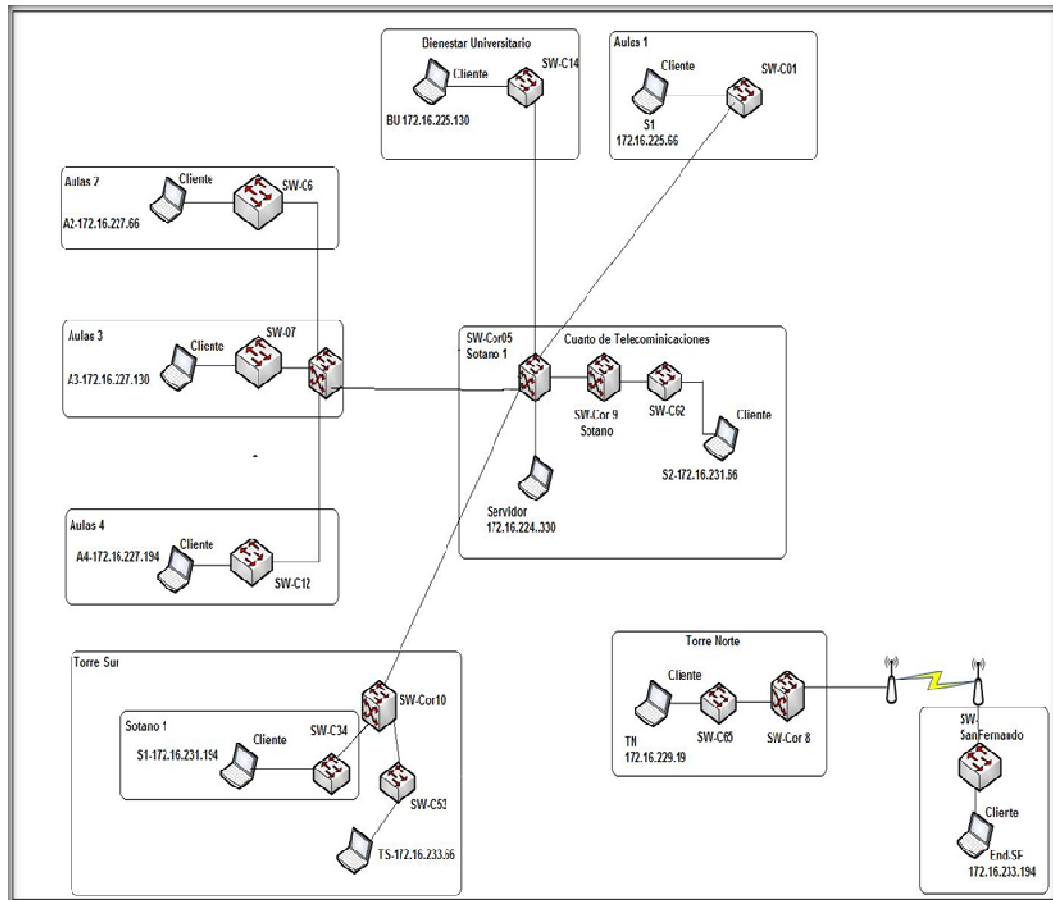 Bienestar Universitario
SW-C14
Cliente
BU 172.16.225.130
Aulas 1
Cliente
SW-C01
S1
172.16.225.66
Aulas 2
Cliente
SW-C6
A2-172.16.227.66
Aulas 3
Cliente
SW-07
A3-172.16.227.130
SW-Cor05
Sotano 1
Cuarto de Telecominicaciones
SW-Cor 9
Sotano
SW-C62
Cliente
S2-172.16.231.66
Servidor
172.16.224..330
Aulas 4
A4-172.16.227.194
Cliente
SW-C12
Torre Sur
SW-Cor10
Sotano 1
SW-C34
Cliente
S1-172.16.231.194
SW-C53
TS-172.16.233.66
Torre Norte
Cliente
TN
172.16.229.19
SW-C65
SW-Cor 8
SW-
SanFernando
Cliente
End.SF
172.16.233.194